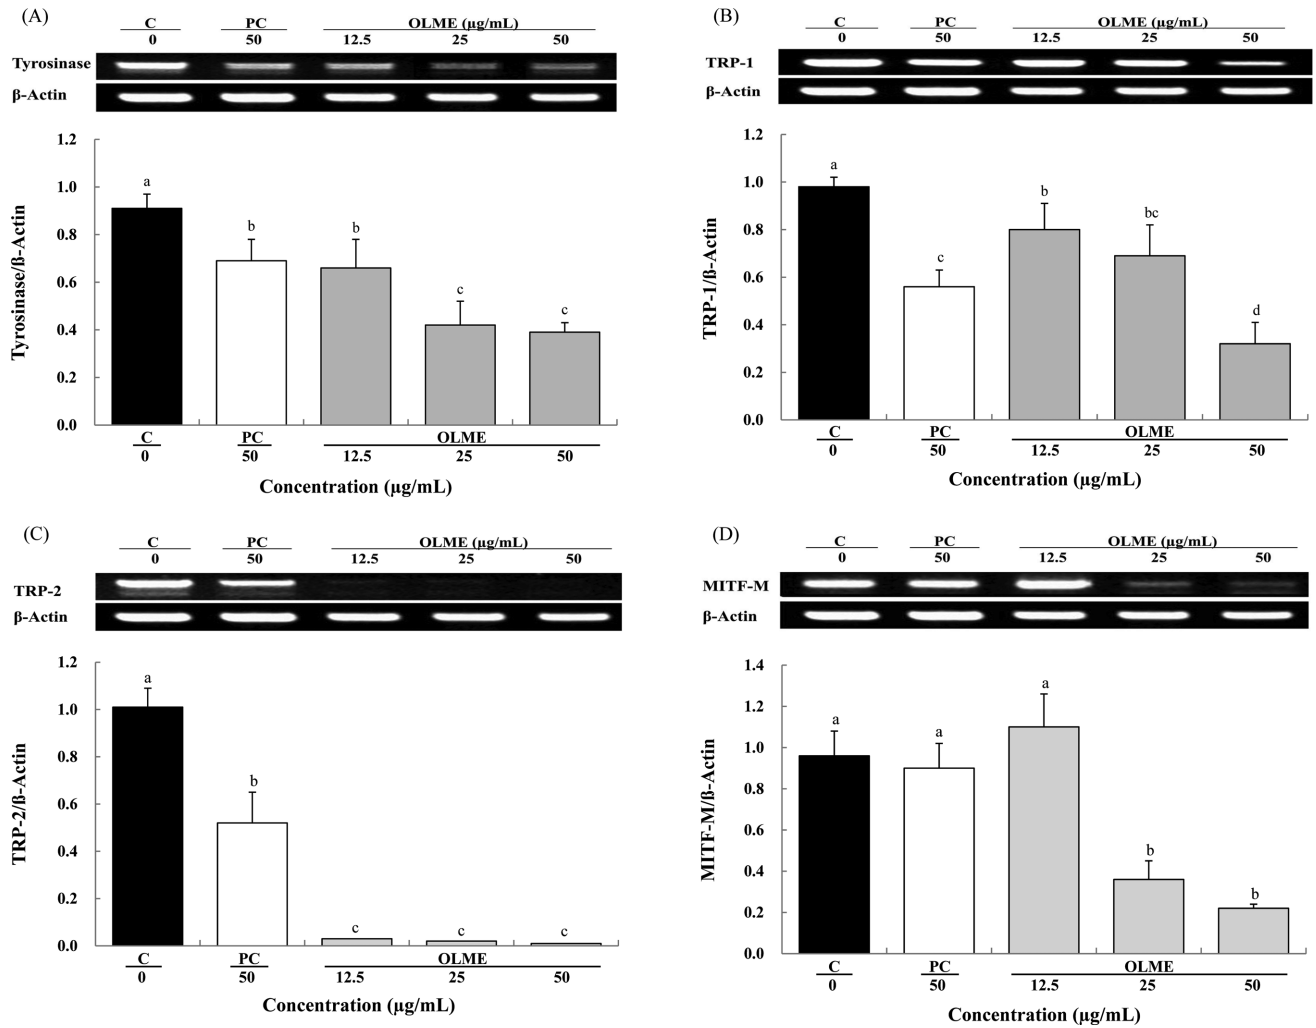 (A)
C PC OLME (µg/mL)
0 50 12.5 25 50
Tyrosinase
β-Actin
1.2
1.0
0.8
0.6
0.4
0.2
0.0
Tyrosinase/ß-Actin
a b b c c
C PC OLME
0 50 12.5 25 50
Concentration (µg/mL)
(B)
C PC OLME (µg/mL)
0 50 12.5 25 50
TRP-1
β-Actin
1.2
1.0
0.8
0.6
0.4
0.2
0.0
TRP-1/ß-Actin
a c b bc d
C PC OLME
0 50 12.5 25 50
Concentration (µg/mL)
(C)
C PC OLME (µg/mL)
0 50 12.5 25 50
TRP-2
β-Actin
1.2
1.0
0.8
0.6
0.4
0.2
0.0
TRP-2/ß-Actin
a b c c c
C PC OLME
0 50 12.5 25 50
Concentration (µg/mL)
(D)
C PC OLME (µg/mL)
0 50 12.5 25 50
MITF-M
β-Actin
1.4
1.2
1.0
0.8
0.6
0.4
0.2
0.0
MITF-M/ß-Actin
a a a b b
C PC OLME
0 50 12.5 25 50
Concentration (µg/mL)